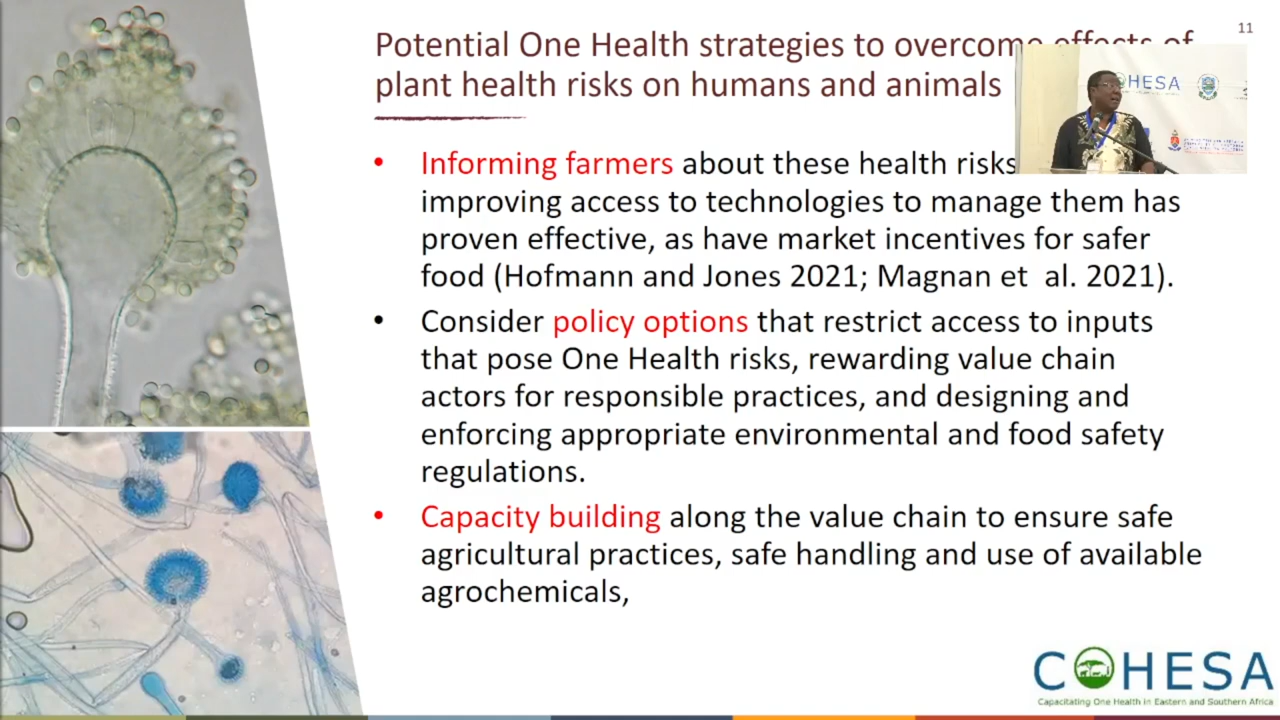 11
Potential One Health strategies to overcome effects of
plant health risks on humans and animals
HESA
• Informing farmers about these health risks
improving access to technologies to manage them has
proven effective, as have market incentives for safer
food (Hofmann and Jones 2021; Magnan et al. 2021).
• Consider policy options that restrict access to inputs
that pose One Health risks, rewarding value chain
actors for responsible practices, and designing and
enforcing appropriate environmental and food safety
regulations.
• Capacity building along the value chain to ensure safe
agricultural practices, safe handling and use of available
agrochemicals,
COHESA
Capacitating One Health in Eastern and Southern Africa